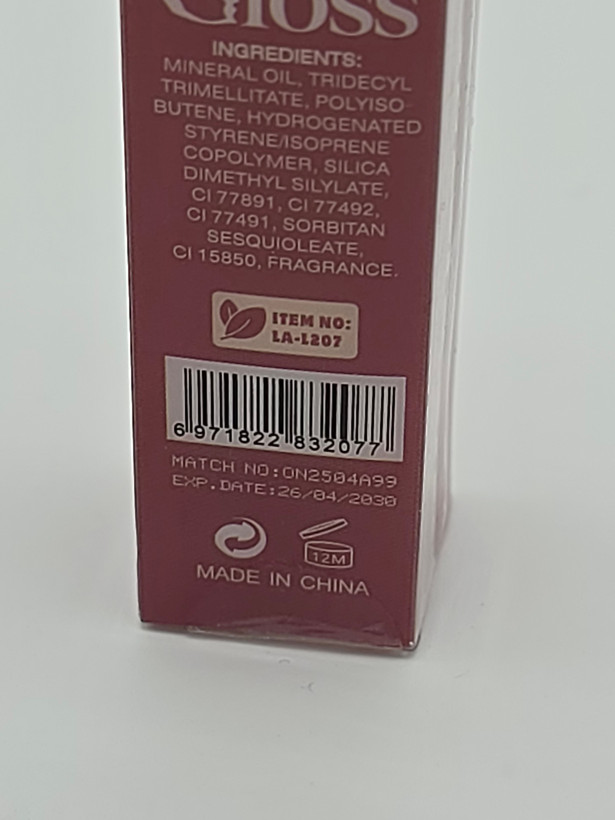 Gloss
INGREDIENTS:
MINERAL OIL, TRIDECYL
TRIMELLITATE, POLYISO-
BUTENE, HYDROGENATED
STYRENE/ISOPRENE
COPOLYMER, SILICA
DIMETHYL SILYLATE,
CI 77891, CI 77492,
CI 77491, SORBITAN
SESQUIOLEATE,
CI 15850, FRAGRANCE.
ITEM NO:
LA-L207
6 971822 832077
MATCH NO:ON2504A99
EXP.DATE:26/04/2030
12M
MADE IN CHINA